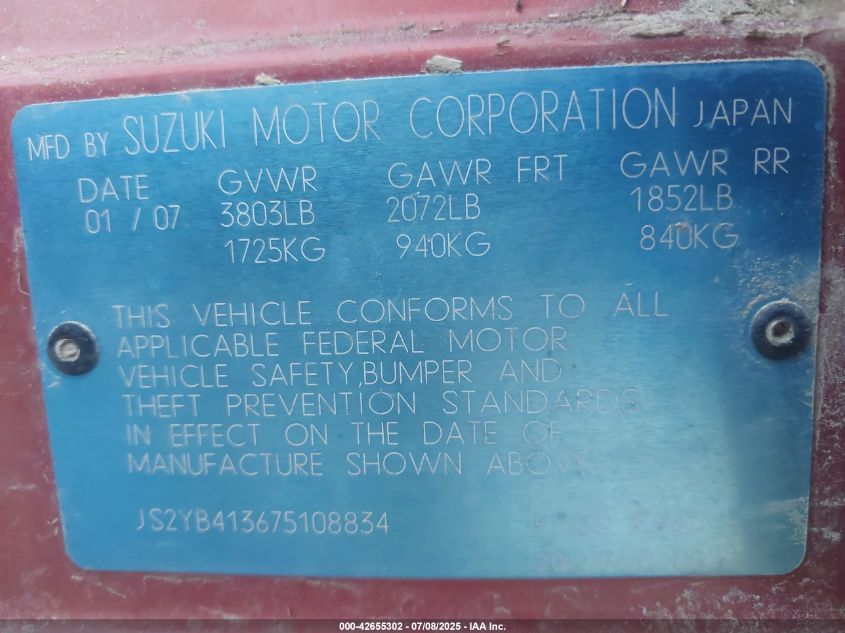 MFD BY SUZUKI MOTOR CORPORATION JAPAN
DATE GVWR GAWR FRT GAWR RR
01 / 07 3803LB 2072LB 1852LB
1725KG 940KG 840KG
THIS VEHICLE CONFORMS TO ALL
APPLICABLE FEDERAL MOTOR
VEHICLE SAFETY,BUMPER AND
THEFT PREVENTION STANDARDS
IN EFFECT ON THE DATE OF
MANUFACTURE SHOWN ABOVE.
JS2YB413675108834
000-42655302 - 07/08/2025 - IAA Inc.